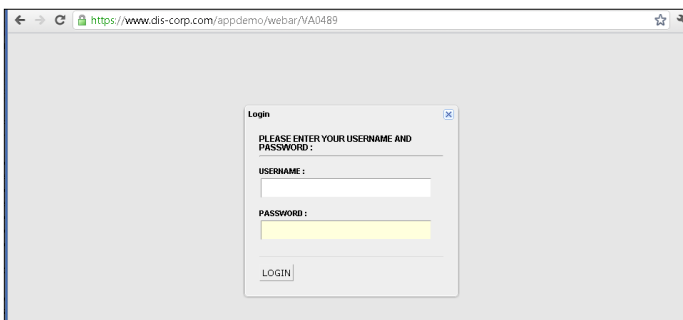 https://www.dis-corp.com/appdemo/webar/VA0489
Login
PLEASE ENTER YOUR USERNAME AND
PASSWORD :
USERNAME :
PASSWORD :
LOGIN